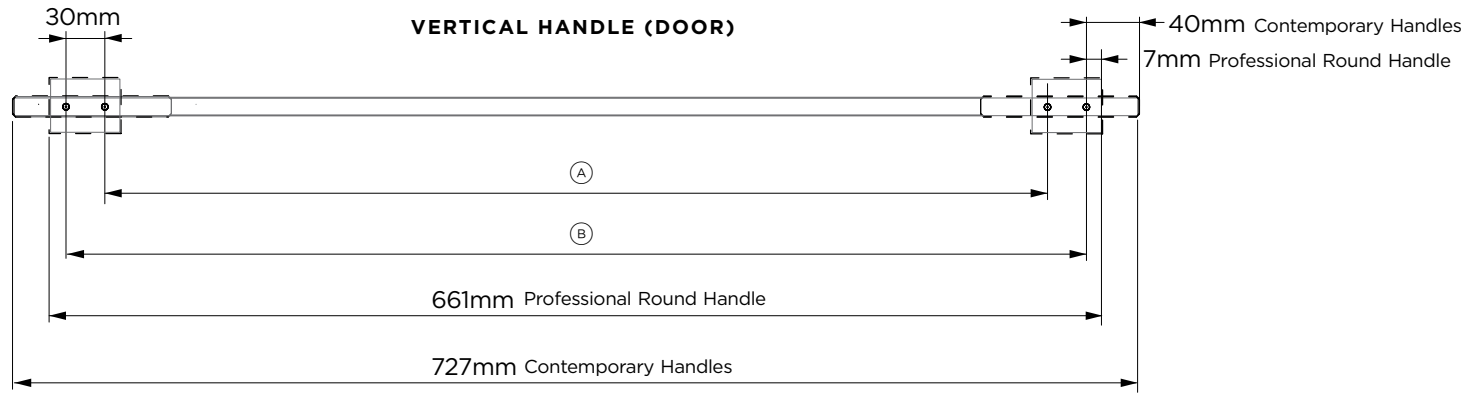 30mm
VERTICAL HANDLE (DOOR)
40mm Contemporary Handles
7mm Professional Round Handle
A
B
661mm Professional Round Handle
727mm Contemporary Handles